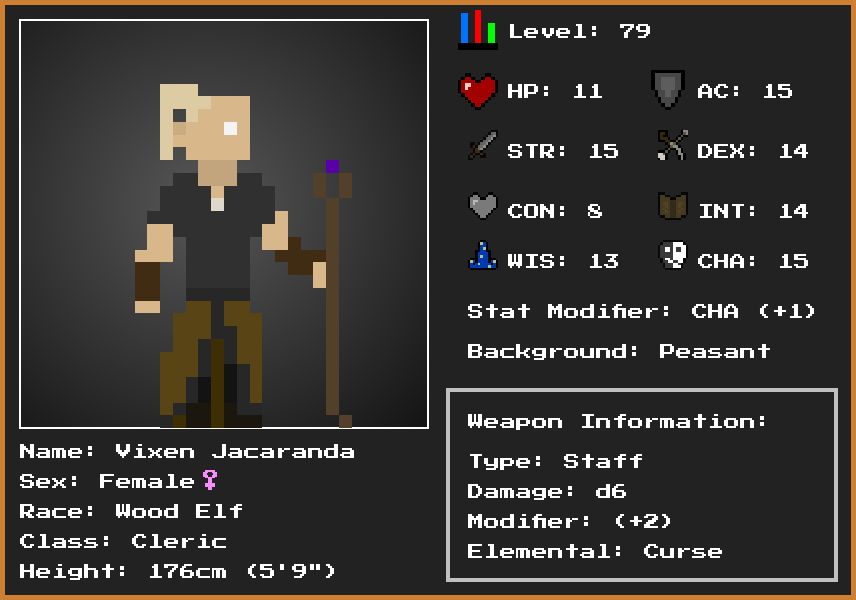 Level: 79
HP: 11
AC: 15
STR: 15
DEX: 14
CON: 8
INT: 14
WIS: 13
CHA: 15
Stat Modifier: CHA (+1)
Background: Peasant
Weapon Information:
Type: Staff
Damage: d6
Modifier: (+2)
Elemental: Curse
Name: Vixen Jacaranda
Sex: Female♀
Race: Wood Elf
Class: Cleric
Height: 176cm (5'9")